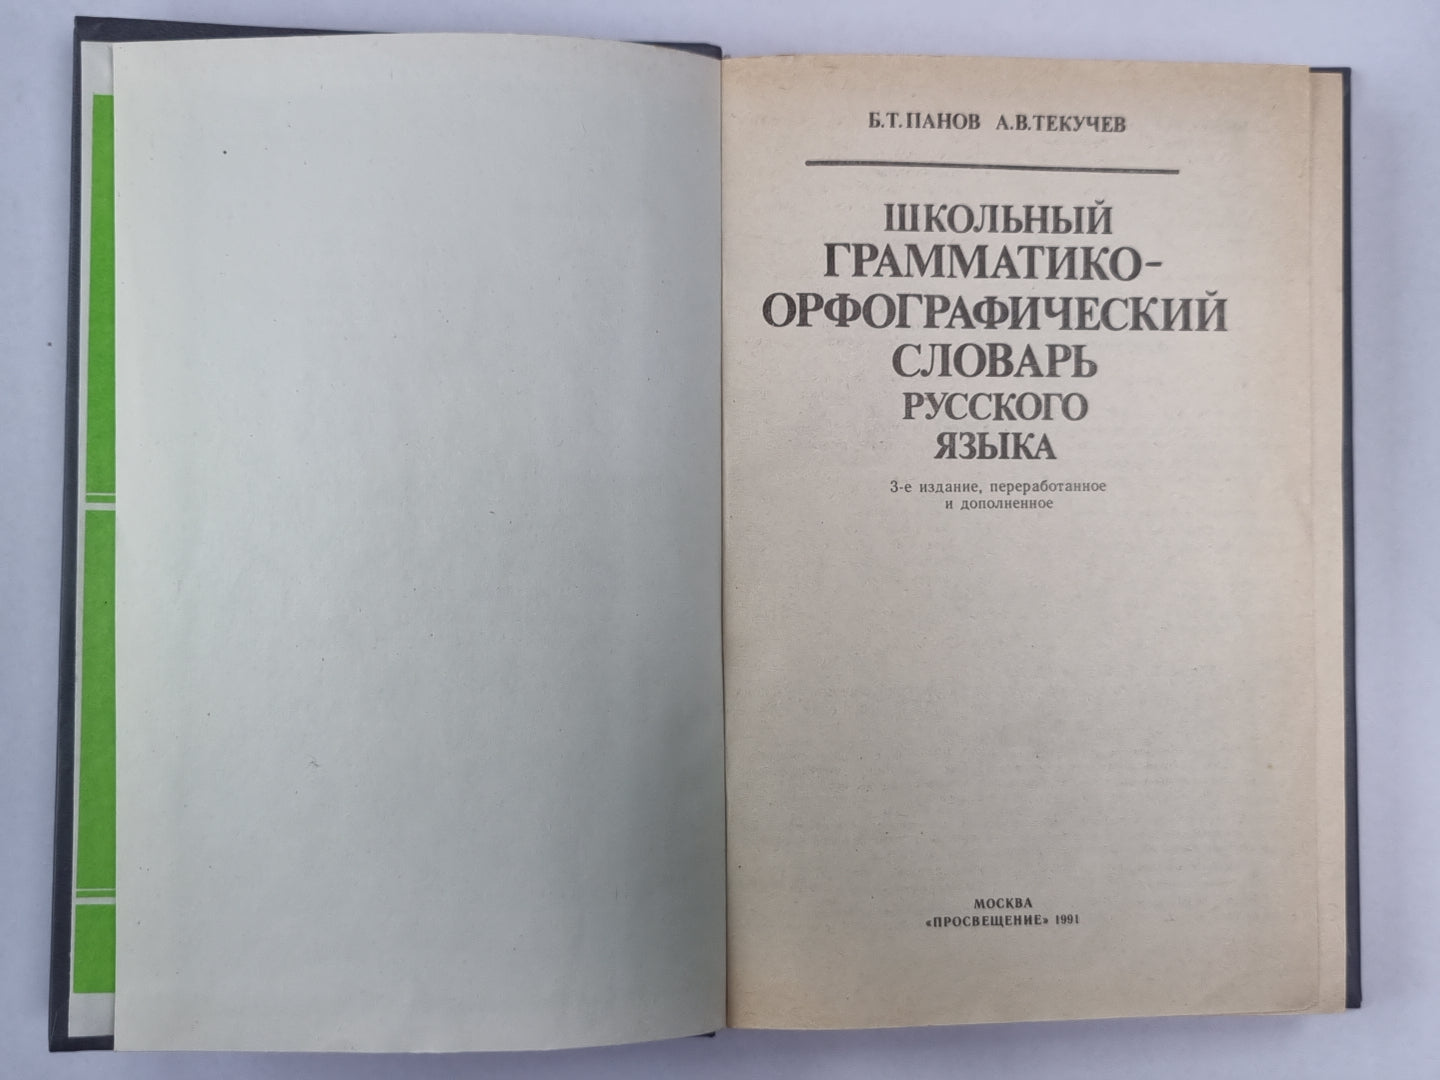 Б.Т.ПАНОВ А.В.ТЕКУЧЕВ
ШКОЛЬНЫЙ
ГРАММАТИКО-
ОРФОГРАФИЧЕСКИЙ
СЛОВАРЬ
РУССКОГО
ЯЗЫКА
3-е издание, переработанное
и дополненное
МОСКВА
«ПРОСВЕЩЕНИЕ» 1991